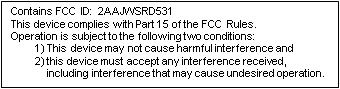 Contains FCC ID: 2AAJWSRD531
This device complies with Part 15 of the FCC Rules.
Operation is subject to the following two conditions:
1) This device may not cause harmful interference and
2) this device must accept any interference received,
including interference that may cause undesired operation.